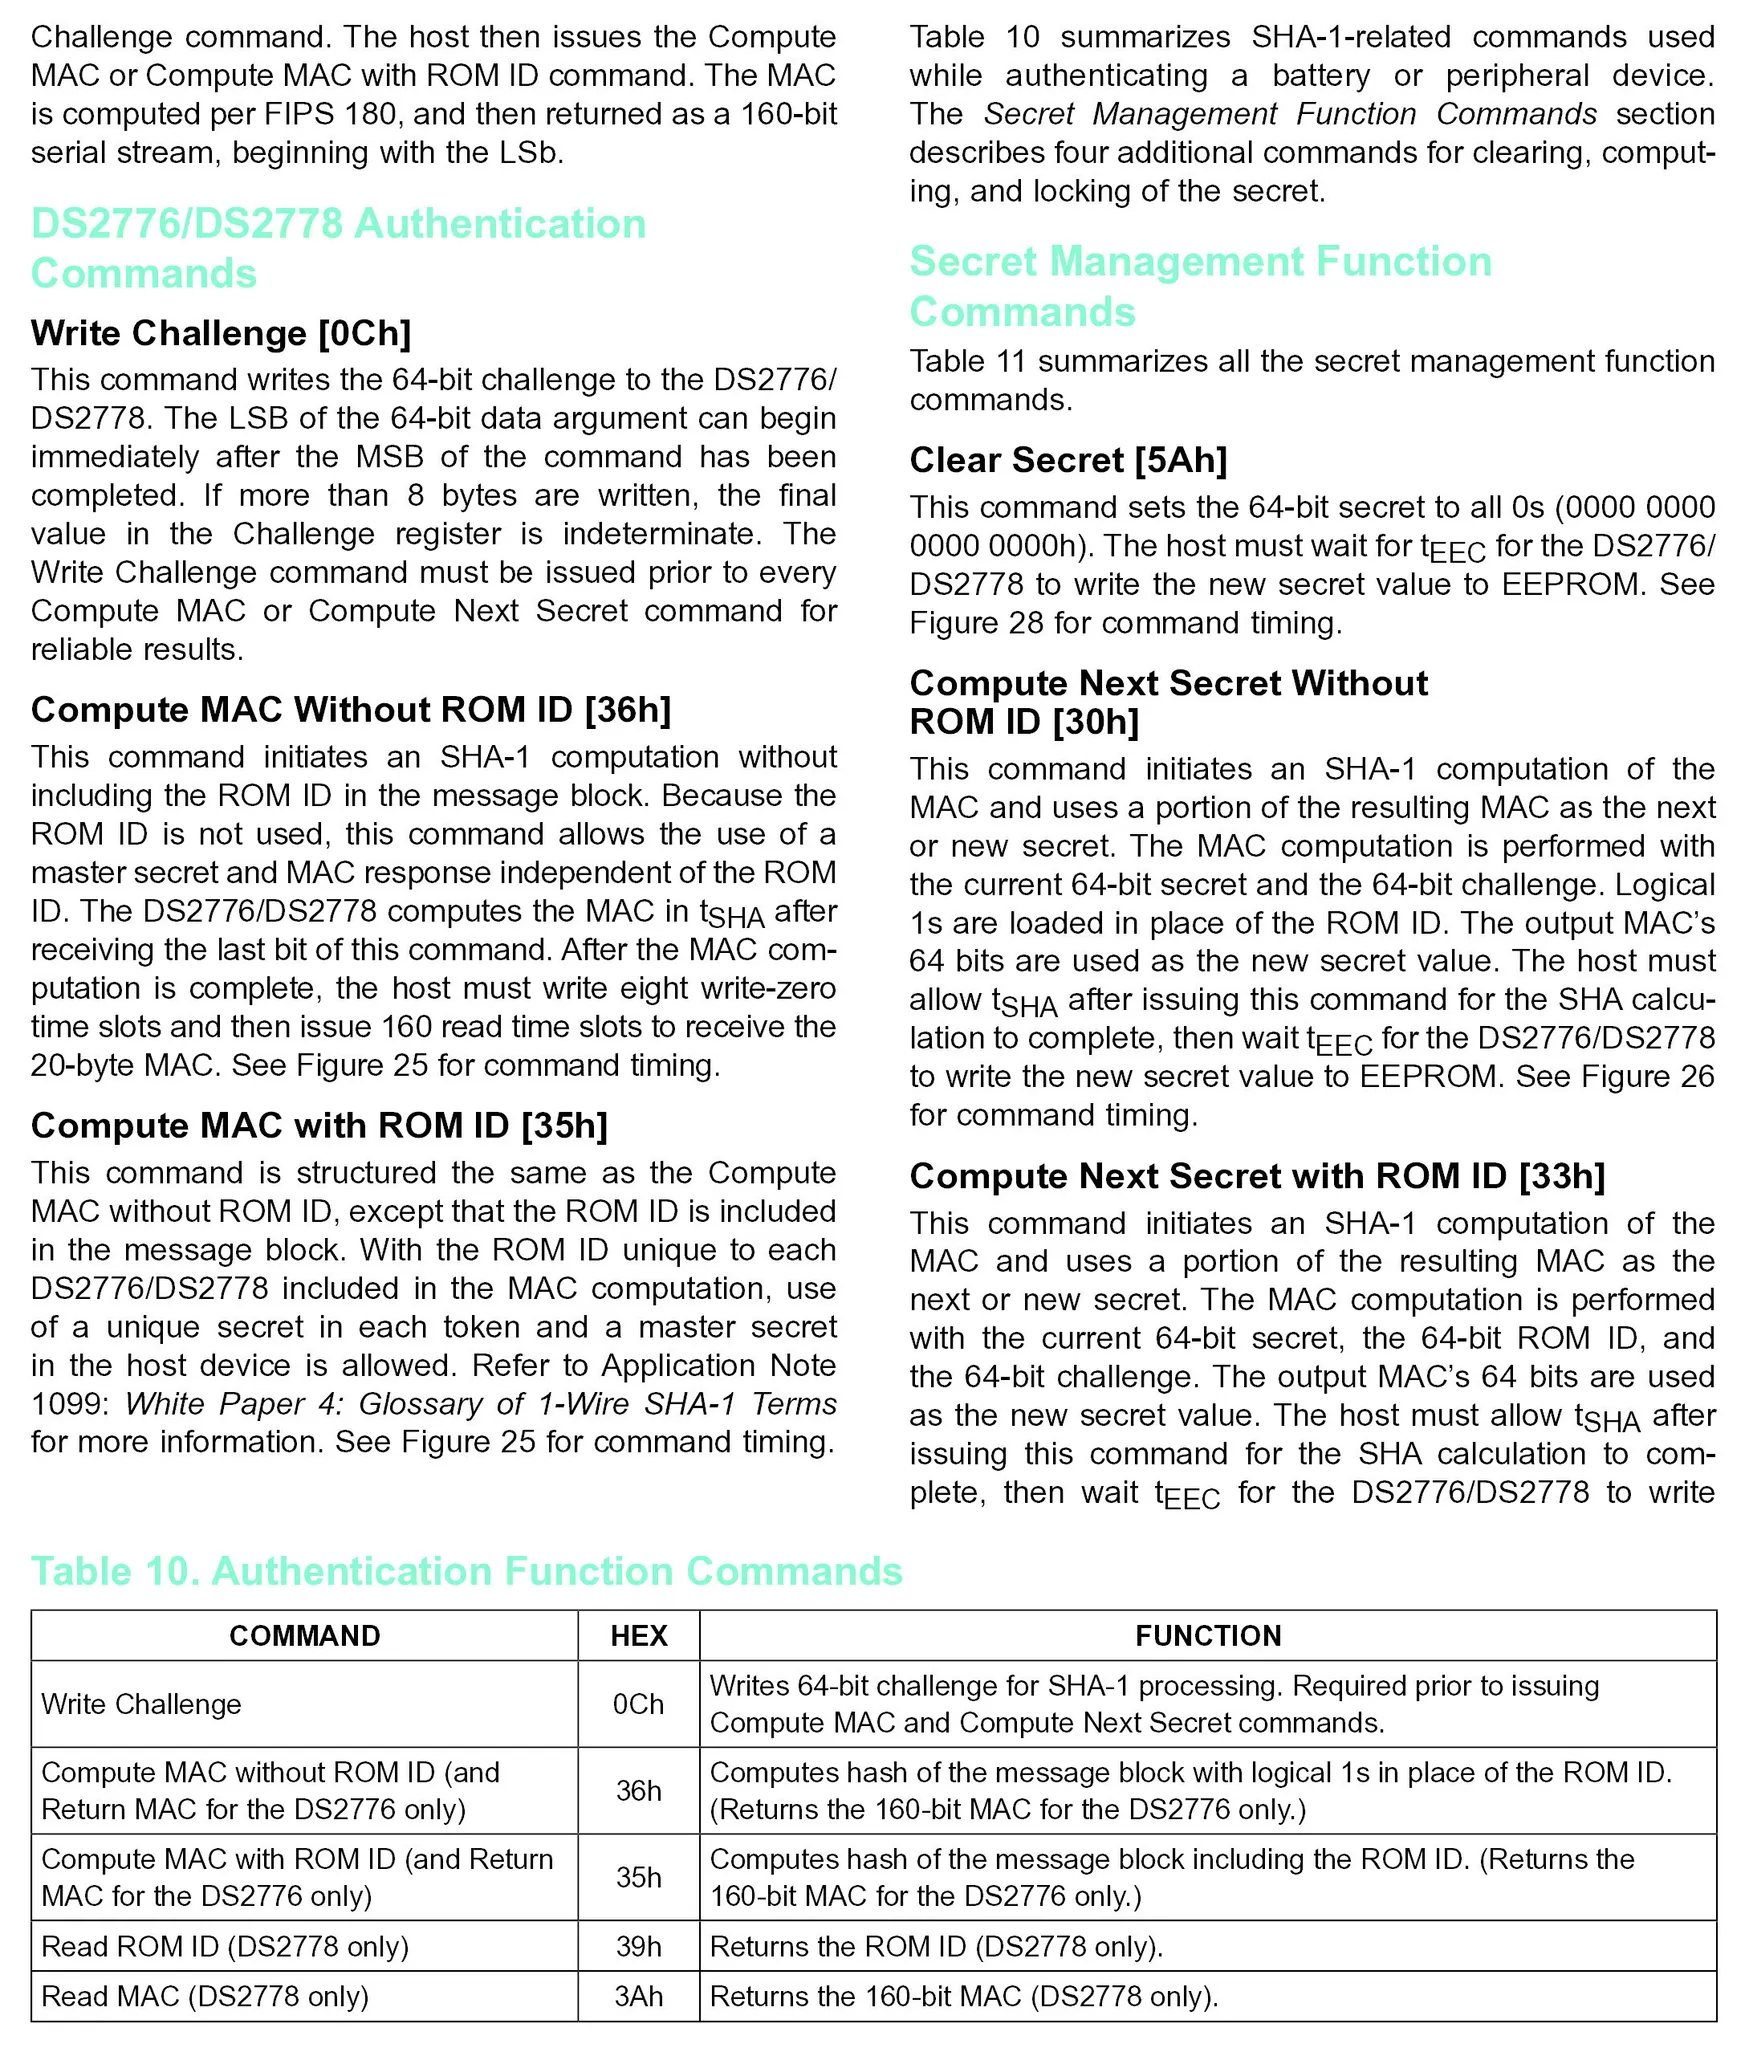 Challenge command. The host then issues the Compute
MAC or Compute MAC with ROM ID command. The MAC
is computed per FIPS 180, and then returned as a 160-bit
serial stream, beginning with the LSb.
DS2776/DS2778 Authentication
Commands
Write Challenge [0Ch]
This command writes the 64-bit challenge to the DS2776/
DS2778. The LSB of the 64-bit data argument can begin
immediately after the MSB of the command has been
completed. If more than 8 bytes are written, the final
value in the Challenge register is indeterminate. The
Write Challenge command must be issued prior to every
Compute MAC or Compute Next Secret command for
reliable results.
Compute MAC Without ROM ID [36h]
This command initiates an SHA-1 computation without
including the ROM ID in the message block. Because the
ROM ID is not used, this command allows the use of a
master secret and MAC response independent of the ROM
ID. The DS2776/DS2778 computes the MAC in tSHA after
receiving the last bit of this command. After the MAC com-
putation is complete, the host must write eight write-zero
time slots and then issue 160 read time slots to receive the
20-byte MAC. See Figure 25 for command timing.
Compute MAC with ROM ID [35h]
This command is structured the same as the Compute
MAC without ROM ID, except that the ROM ID is included
in the message block. With the ROM ID unique to each
DS2776/DS2778 included in the MAC computation, use
of a unique secret in each token and a master secret
in the host device is allowed. Refer to Application Note
1099: White Paper 4: Glossary of 1-Wire SHA-1 Terms
for more information. See Figure 25 for command timing.
Table 10 summarizes SHA-1-related commands used
while authenticating a battery or peripheral device.
The Secret Management Function Commands section
describes four additional commands for clearing, comput-
ing, and locking of the secret.
Secret Management Function
Commands
Table 11 summarizes all the secret management function
commands.
Clear Secret [5Ah]
This command sets the 64-bit secret to all 0s (0000 0000
0000 0000h). The host must wait for tEEC for the DS2776/
DS2778 to write the new secret value to EEPROM. See
Figure 28 for command timing.
Compute Next Secret Without
ROM ID [30h]
This command initiates an SHA-1 computation of the
MAC and uses a portion of the resulting MAC as the next
or new secret. The MAC computation is performed with
the current 64-bit secret and the 64-bit challenge. Logical
1s are loaded in place of the ROM ID. The output MAC’s
64 bits are used as the new secret value. The host must
allow tSHA after issuing this command for the SHA calcu-
lation to complete, then wait tEEC for the DS2776/DS2778
to write the new secret value to EEPROM. See Figure 26
for command timing.
Compute Next Secret with ROM ID [33h]
This command initiates an SHA-1 computation of the
MAC and uses a portion of the resulting MAC as the
next or new secret. The MAC computation is performed
with the current 64-bit secret, the 64-bit ROM ID, and
the 64-bit challenge. The output MAC’s 64 bits are used
as the new secret value. The host must allow tSHA after
issuing this command for the SHA calculation to com-
plete, then wait tEEC for the DS2776/DS2778 to write
Table 10. Authentication Function Commands
COMMAND HEX FUNCTION
Write Challenge 0Ch Writes 64-bit challenge for SHA-1 processing. Required prior to issuing
Compute MAC and Compute Next Secret commands.
Compute MAC without ROM ID (and
Return MAC for the DS2776 only) 36h Computes hash of the message block with logical 1s in place of the ROM ID.
(Returns the 160-bit MAC for the DS2776 only.)
Compute MAC with ROM ID (and Return
MAC for the DS2776 only) 35h Computes hash of the message block including the ROM ID. (Returns the
160-bit MAC for the DS2776 only.)
Read ROM ID (DS2778 only) 39h Returns the ROM ID (DS2778 only).
Read MAC (DS2778 only) 3Ah Returns the 160-bit MAC (DS2778 only).